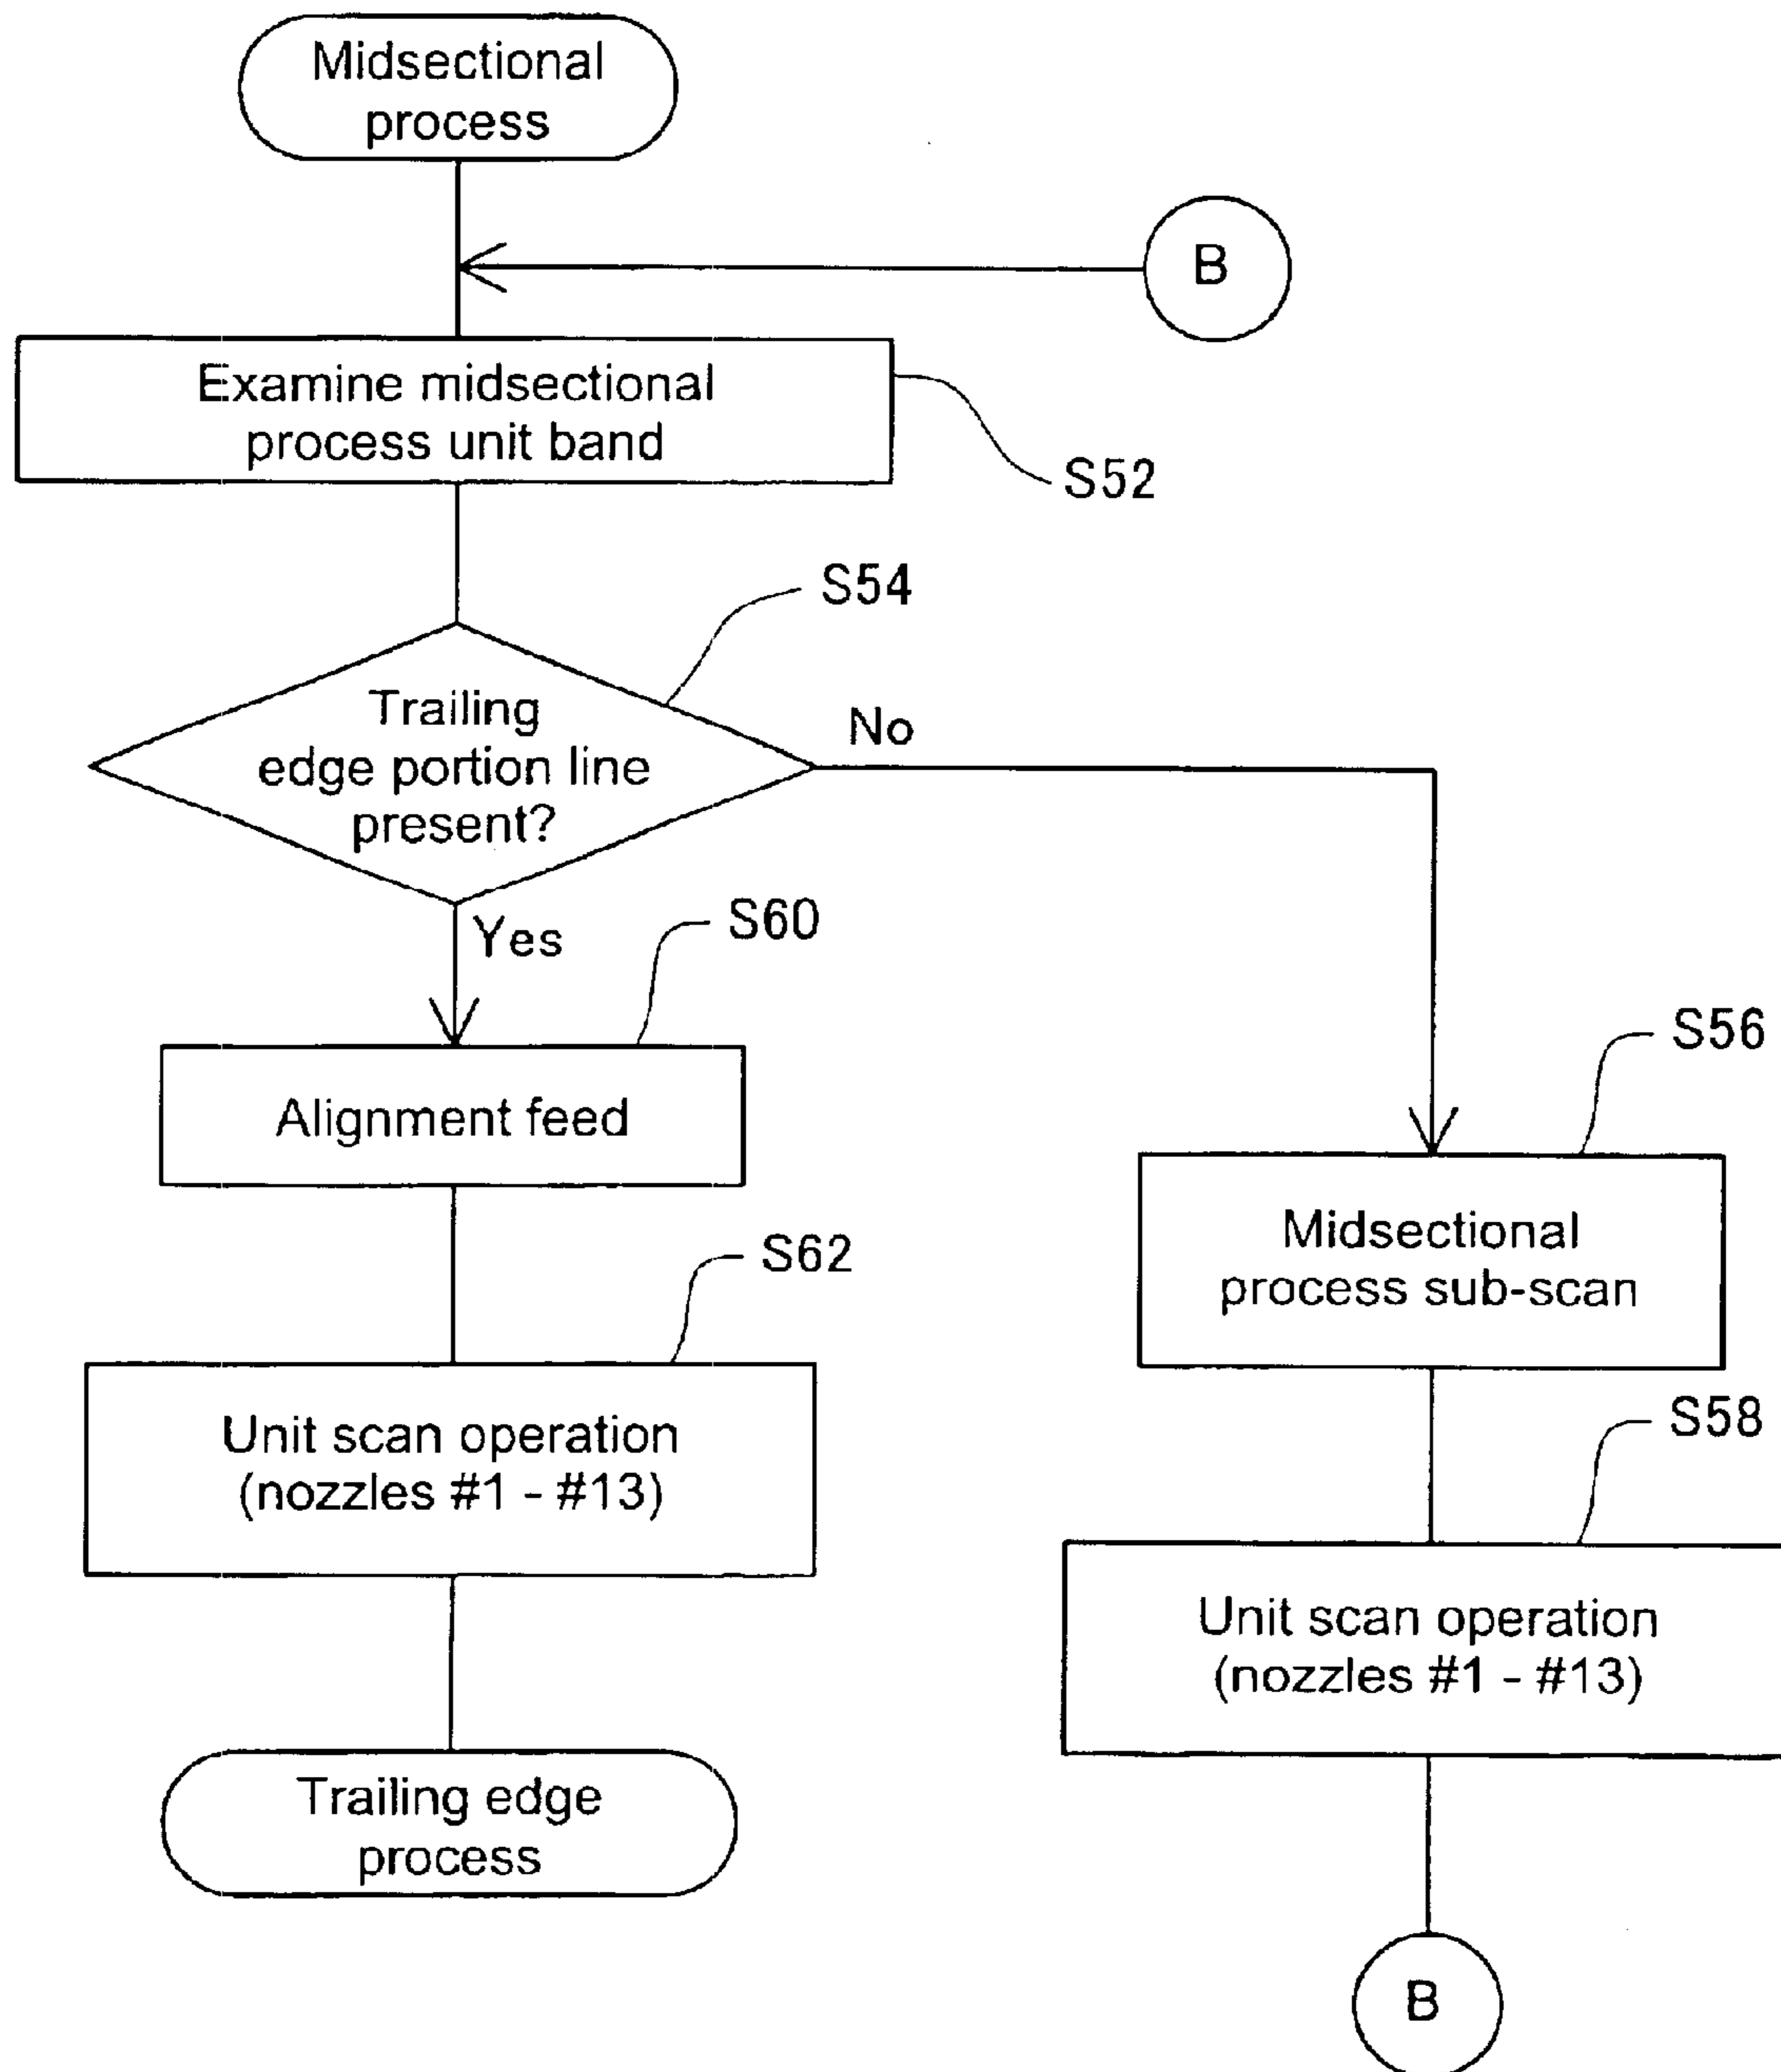 Midsectional
process
B
Examine midsectional
process unit band
S52
S54
Trailing
edge portion line
present?
No
Yes
S60
Alignment feed
S56
Midsectional
process sub-scan
S62
Unit scan operation
(nozzles #1 - #13)
S58
Unit scan operation
(nozzles #1 - #13)
Trailing edge
process
B